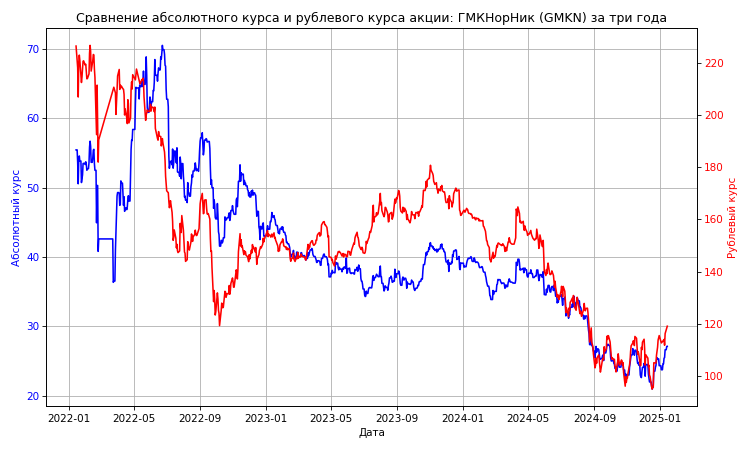 Сравнение абсолютного курса и рублевого курса акции: ГМКНорНик (GMKN) за три года
70
60
50
40
30
20
Абсолютный курс
220
200
180
160
140
120
100
Рублевый курс
2022-01 2022-05 2022-09 2023-01 2023-05 2023-09 2024-01 2024-05 2024-09 2025-01
Дата